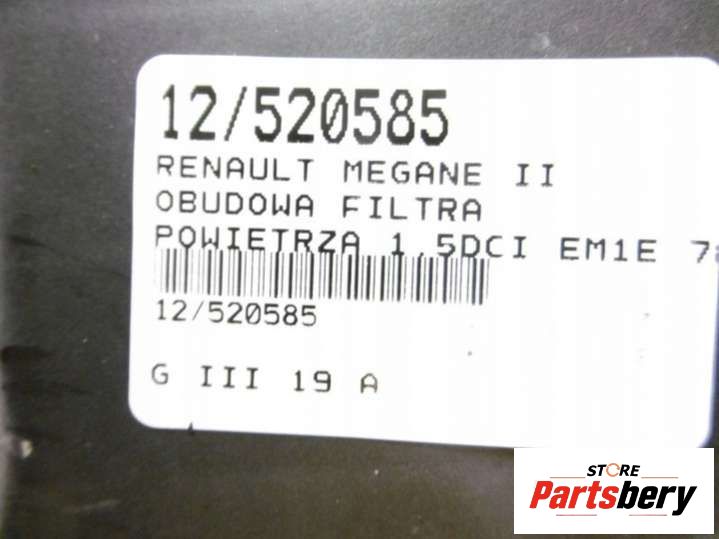 12/520585
RENAULT MEGANE II
OBUDOWA FILTRA
POWIETRZA 1,5DCI EM1E
12/520585
G III 19 A
STORE
Partsbery